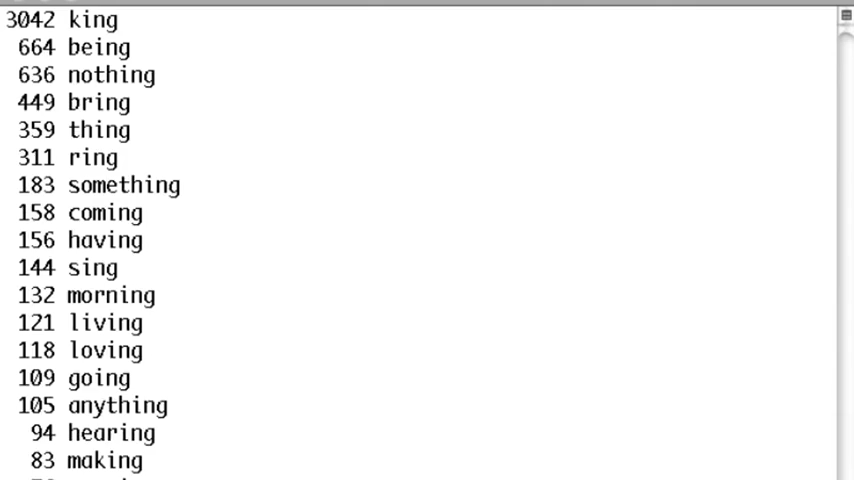 3042 king
664 being
636 nothing
449 bring
359 thing
311 ring
183 something
158 coming
156 having
144 sing
132 morning
121 living
118 loving
109 going
105 anything
94 hearing
83 making